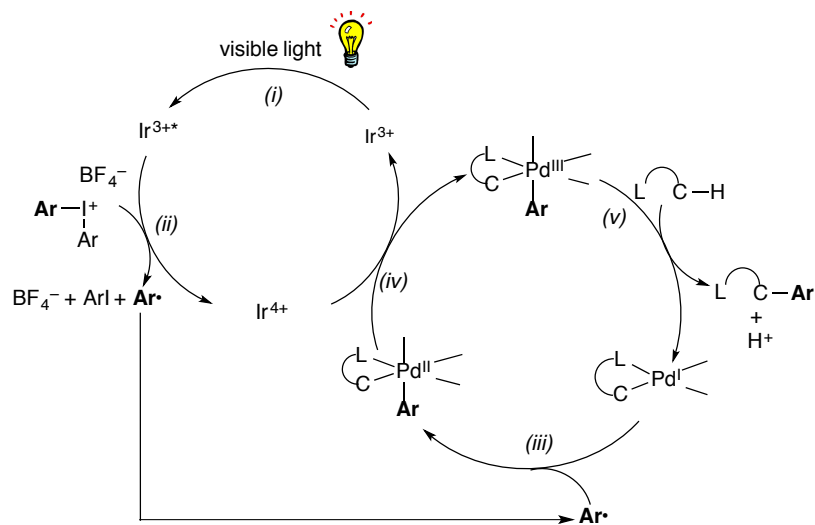 visible light
(i)
Ir³⁺*
Ir³⁺
BF₄⁻
Ar—I⁺
Ar
(ii)
BF₄⁻ + ArI + Ar•
Ir⁴⁺
(iv)
L
C
Pdᴵᴵᴵ
Ar
(v)
L C—H
L C—Ar
+
H⁺
L
C
Pdᴵᴵ
Ar
L
C
Pdᴵ
(iii)
Ar•